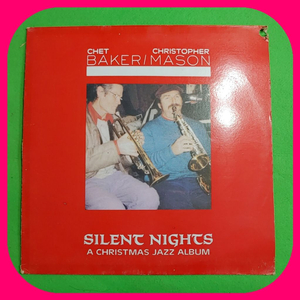 CHET CHRISTOPHER
BAKER/MASON
SILENT NIGHTS
A CHRISTMAS JAZZ ALBUM